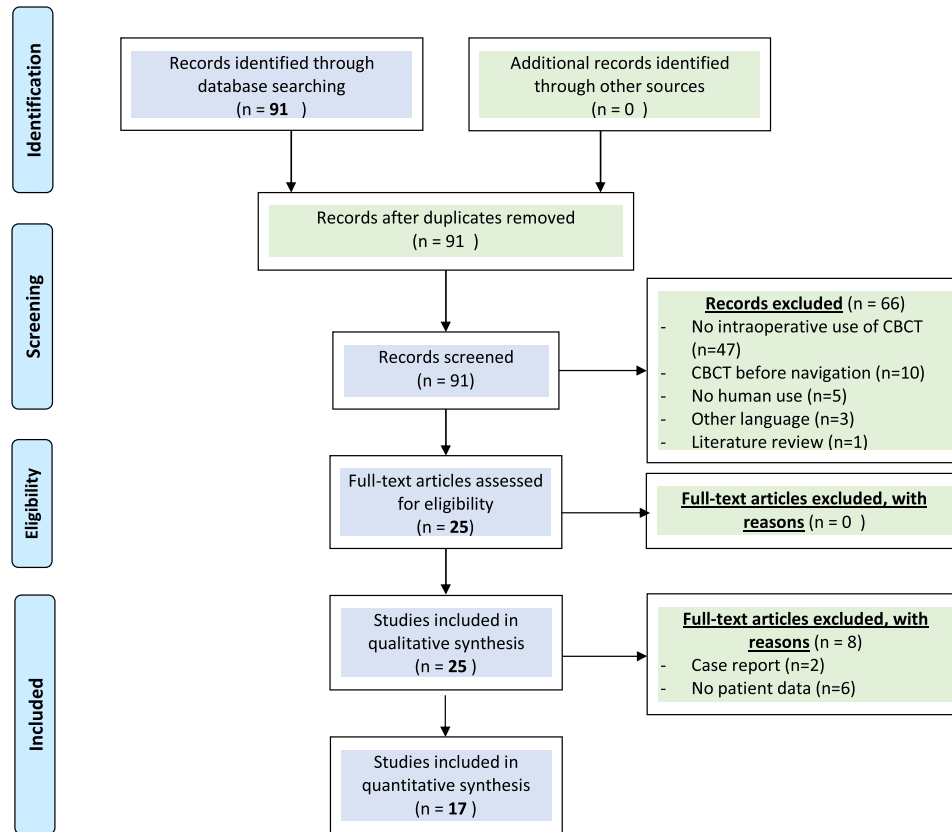 Identification
Records identified through
database searching
(n = 91 )
Additional records identified
through other sources
(n = 0 )
Records after duplicates removed
(n = 91 )
Screening
Records screened
(n = 91)
Records excluded (n = 66)
- No intraoperative use of CBCT
(n=47)
- CBCT before navigation (n=10)
- No human use (n=5)
- Other language (n=3)
- Literature review (n=1)
Eligibility
Full-text articles assessed
for eligibility
(n = 25)
Full-text articles excluded, with
reasons (n = 0 )
Included
Studies included in
qualitative synthesis
(n = 25 )
Full-text articles excluded, with
reasons (n = 8)
- Case report (n=2)
- No patient data (n=6)
Studies included in
quantitative synthesis
(n = 17 )